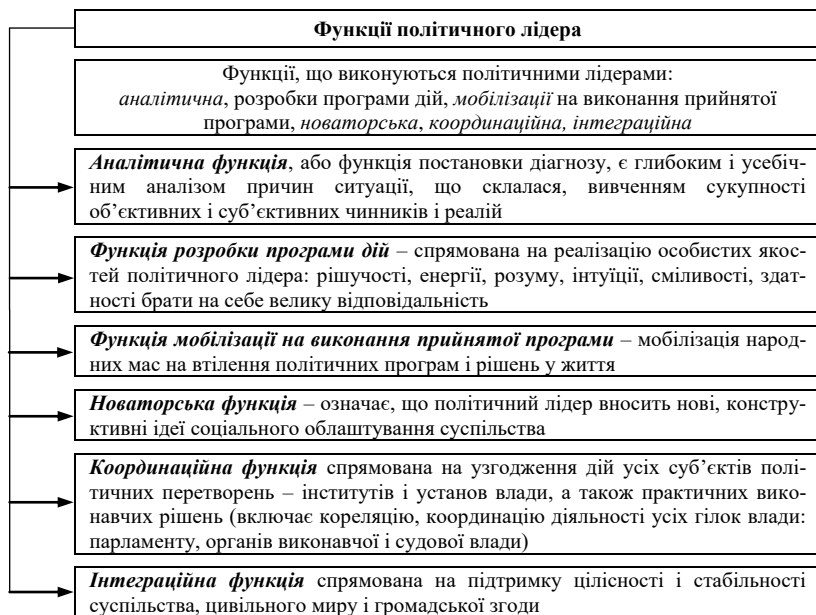 Функції політичного лідера
Функції, що виконуються політичними лідерами:
аналітична, розробки програми дій, мобілізації на виконання прийнятої
програми, новаторська, координаційна, інтеграційна
Аналітична функція, або функція постановки діагнозу, є глибоким і усебіч-
ним аналізом причин ситуації, що склалася, вивченням сукупності
об’єктивних і суб’єктивних чинників і реалій
Функція розробки програми дій – спрямована на реалізацію особистих якос-
тей політичного лідера: рішучості, енергії, розуму, інтуїції, сміливості, здат-
ності брати на себе велику відповідальність
Функція мобілізації на виконання прийнятої програми – мобілізація народ-
них мас на втілення політичних програм і рішень у життя
Новаторська функція – означає, що політичний лідер вносить нові, констру-
ктивні ідеї соціального облаштування суспільства
Координаційна функція спрямована на узгодження дій усіх суб’єктів полі-
тичних перетворень – інститутів і установ влади, а також практичних вико-
навчих рішень (включає кореляцію, координацію діяльності усіх гілок влади:
парламенту, органів виконавчої і судової влади)
Інтеграційна функція спрямована на підтримку цілісності і стабільності
суспільства, цивільного миру і громадської згоди